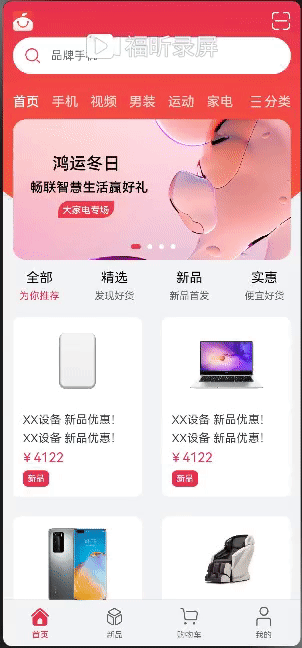 品牌手机
福昕录屏
首页 手机 视频 男装 运动 家电 三分类
鸿运冬日
畅联智慧生活赢好礼
大家电专场
全部 精选 新品 实惠
为你推荐 发现好货 新品首发 便宜好货
XX设备 新品优惠!
XX设备 新品优惠!
￥4122
新品
XX设备 新品优惠!
XX设备 新品优惠!
￥4122
新品
首页 新品 购物车 我的